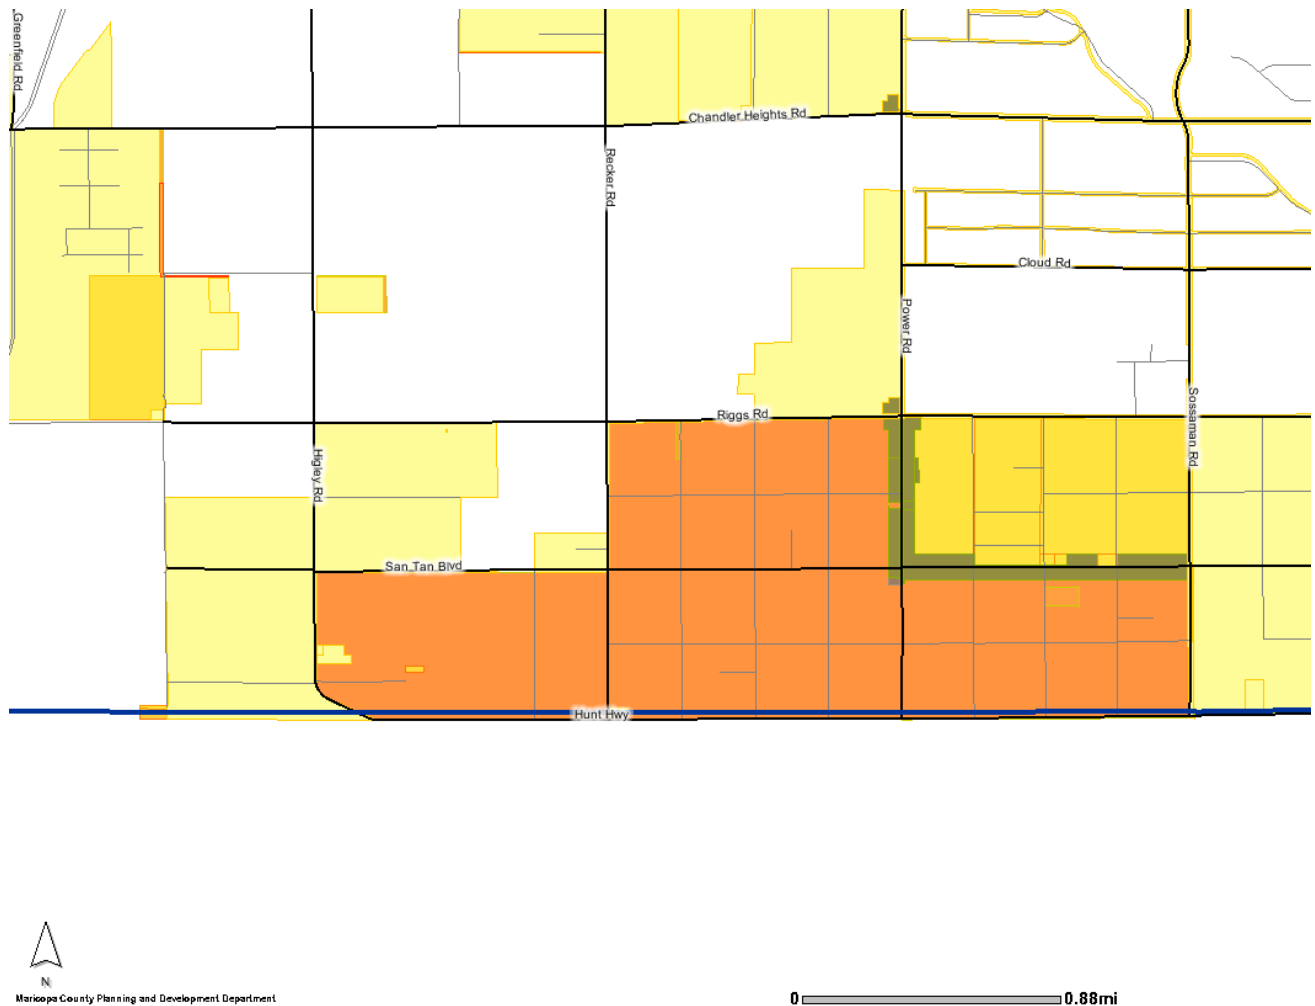 Greenfield Rd
Chandler Heights Rd
Recker Rd
Cloud Rd
Power Rd
Riggs Rd
Sossaman Rd
Higley Rd
San Tan Blvd
Hunt Hwy
N
Maricopa County Planning and Development Department
0 0.88mi